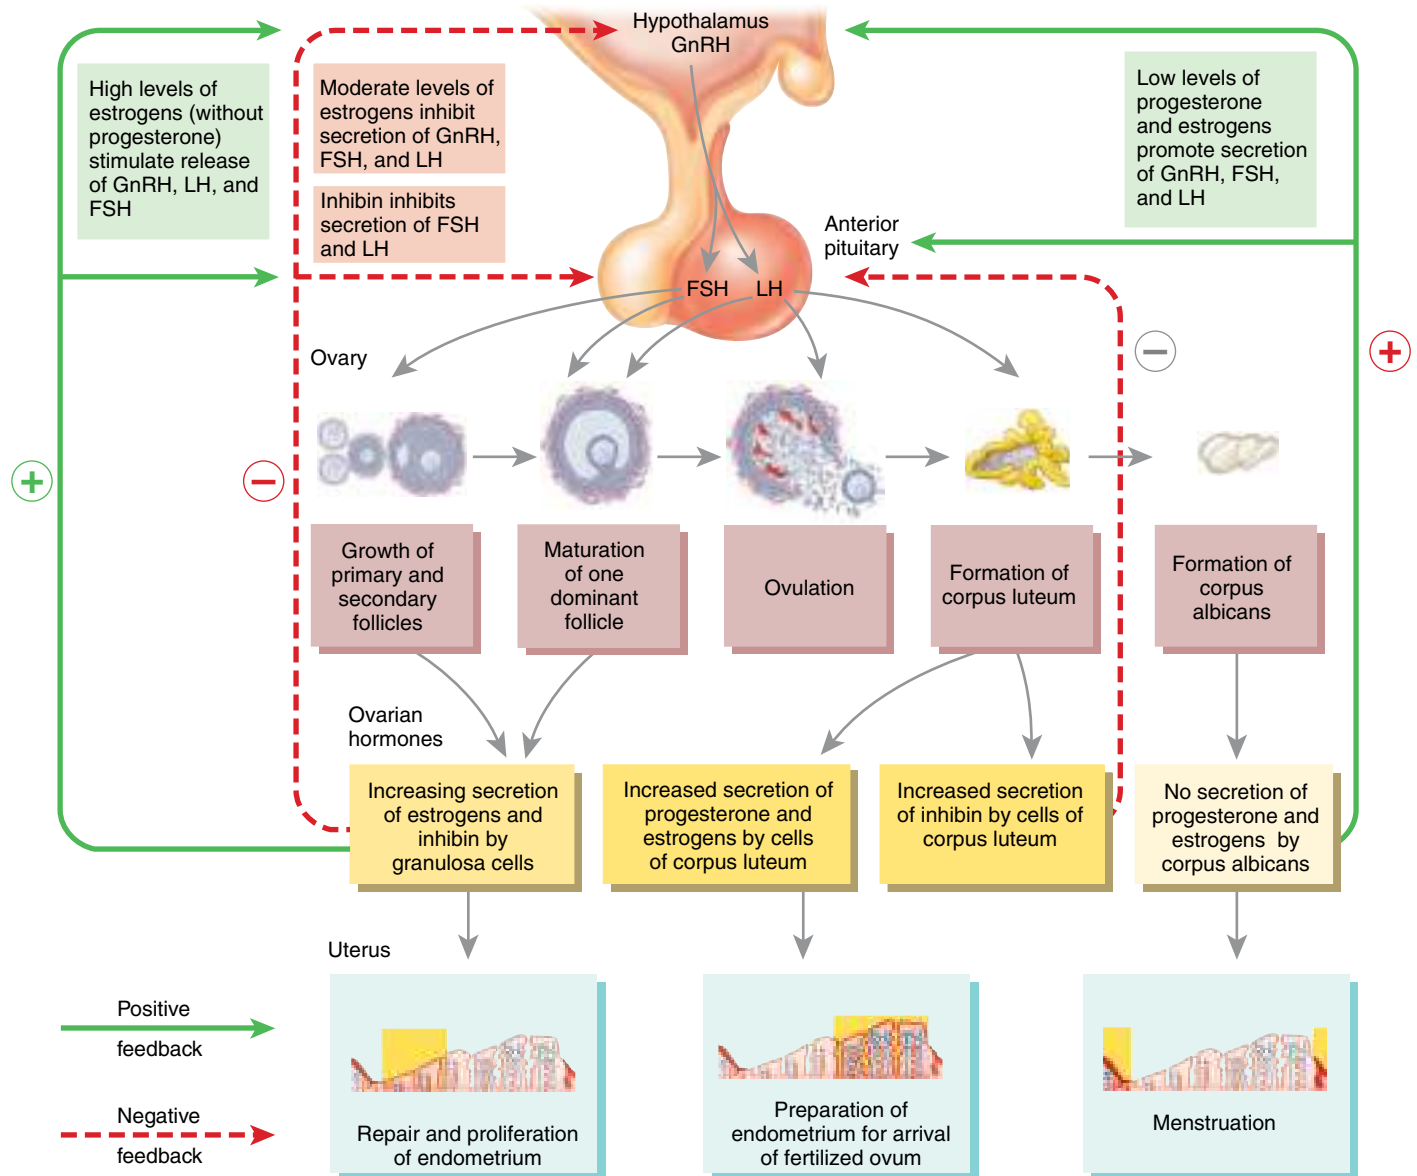 Hypothalamus
GnRH
High levels of
estrogens (without
progesterone)
stimulate release
of GnRH, LH, and
FSH
Moderate levels of
estrogens inhibit
secretion of GnRH,
FSH, and LH
Inhibin inhibits
secretion of FSH
and LH
Low levels of
progesterone
and estrogens
promote secretion
of GnRH, FSH,
and LH
Anterior
pituitary
FSH
LH
Ovary
+
−
−
+
Growth of
primary and
secondary
follicles
Maturation
of one
dominant
follicle
Ovulation
Formation of
corpus luteum
Formation of
corpus
albicans
Ovarian
hormones
Increasing secretion
of estrogens and
inhibin by
granulosa cells
Increased secretion of
progesterone and
estrogens by cells
of corpus luteum
Increased secretion
of inhibin by cells of
corpus luteum
No secretion of
progesterone and
estrogens by
corpus albicans
Uterus
Positive
feedback
Negative
feedback
Repair and proliferation
of endometrium
Preparation of
endometrium for arrival
of fertilized ovum
Menstruation